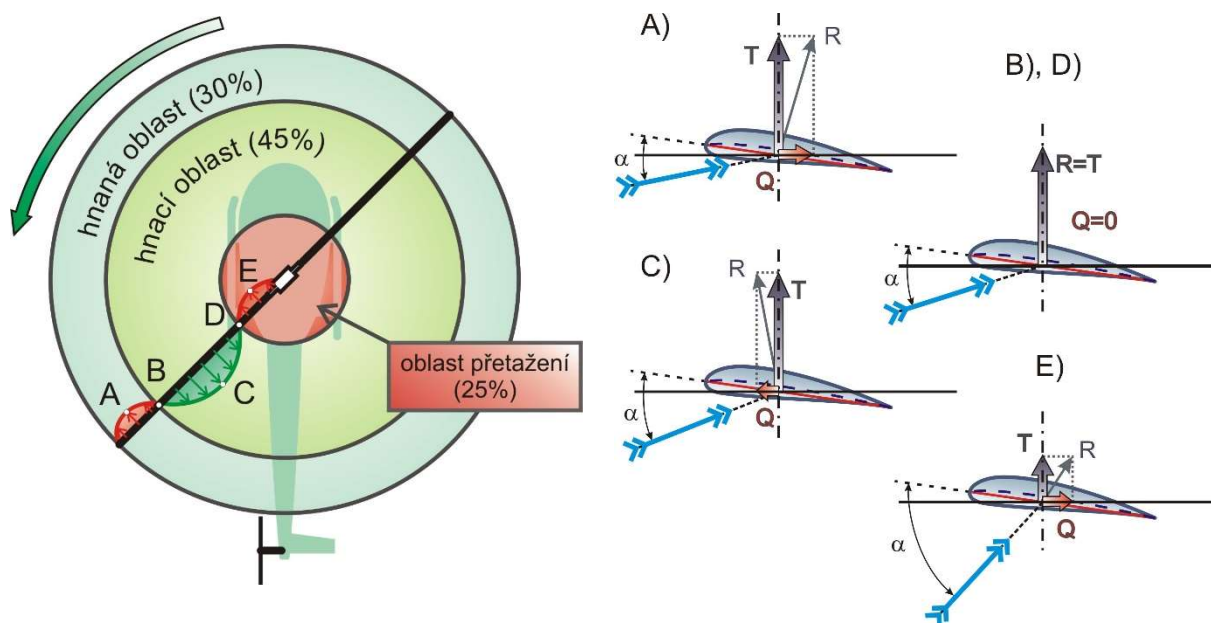 hnaná oblast (30%)
hnací oblast (45%)
E
D
B
A
C
oblast přetažení
(25%)
A)
T
R
α
Q
B), D)
R=T
Q=0
α
C)
R
T
α
Q
E)
T
R
α
Q